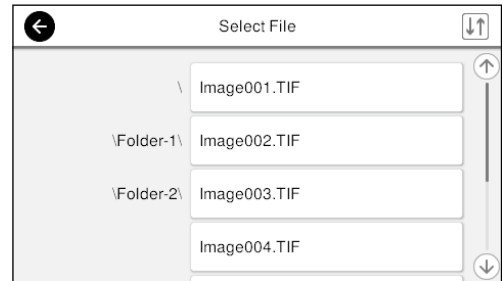 Select File
\ Image001.TIF
\Folder-1\ Image002.TIF
\Folder-2\ Image003.TIF
Image004.TIF